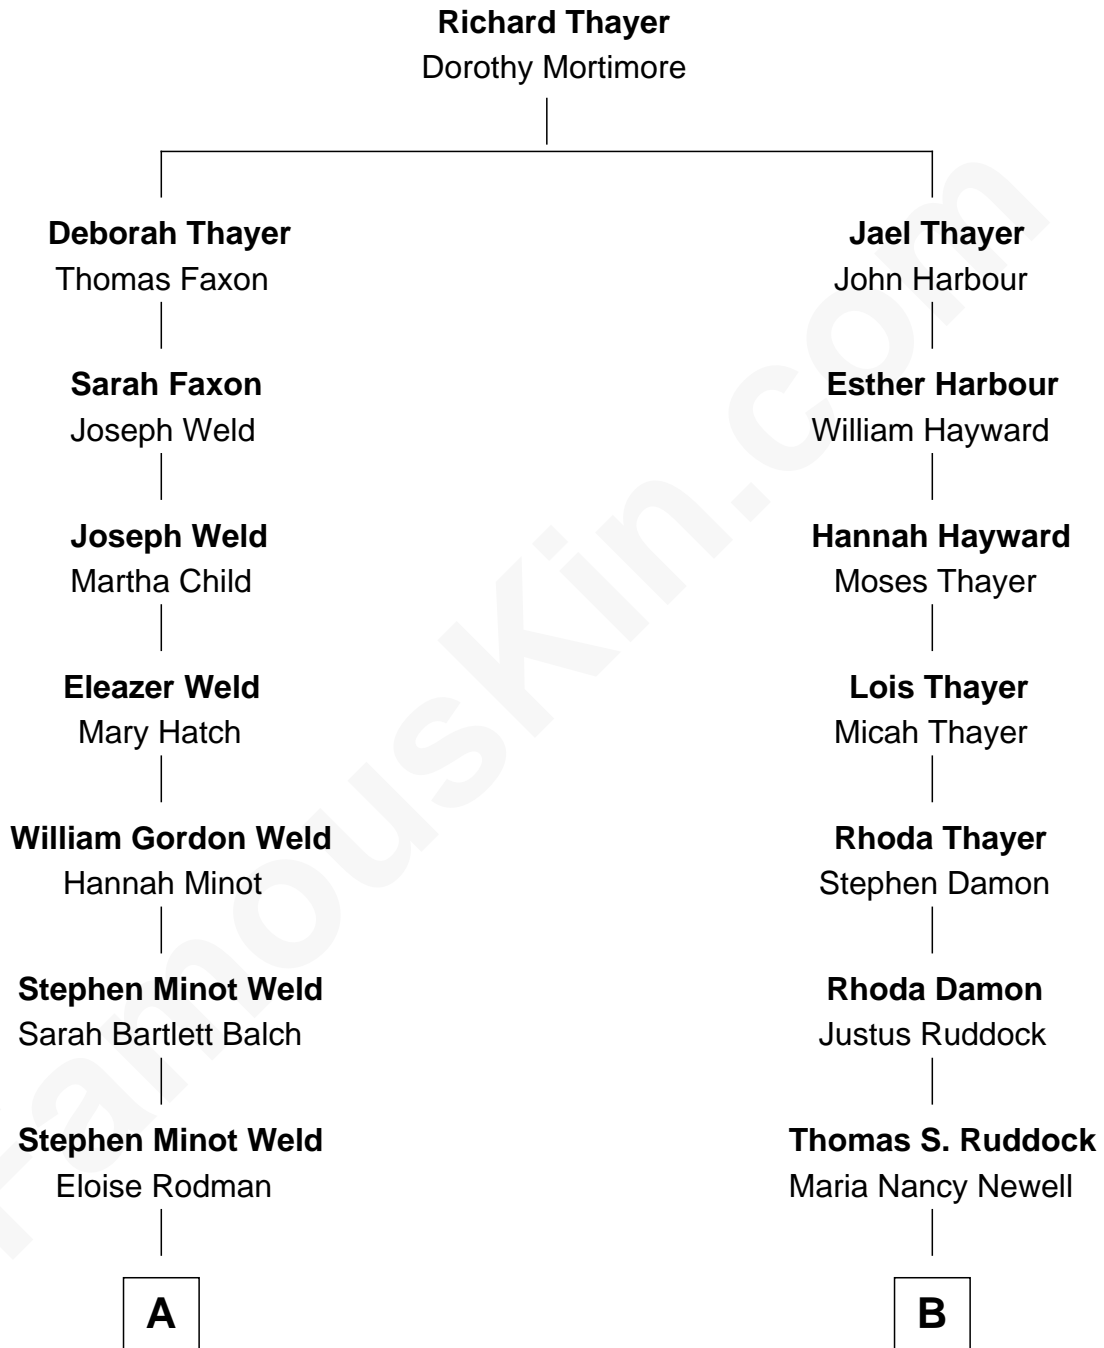 Richard Thayer
Dorothy Mortimore
Deborah Thayer
Thomas Faxon
Jael Thayer
John Harbour
Sarah Faxon
Joseph Weld
Esther Harbour
William Hayward
Joseph Weld
Martha Child
Hannah Hayward
Moses Thayer
Eleazer Weld
Mary Hatch
Lois Thayer
Micah Thayer
William Gordon Weld
Hannah Minot
Rhoda Thayer
Stephen Damon
Stephen Minot Weld
Sarah Bartlett Balch
Rhoda Damon
Justus Ruddock
Stephen Minot Weld
Eloise Rodman
Thomas S. Ruddock
Maria Nancy Newell
A
B
FamousKin.com